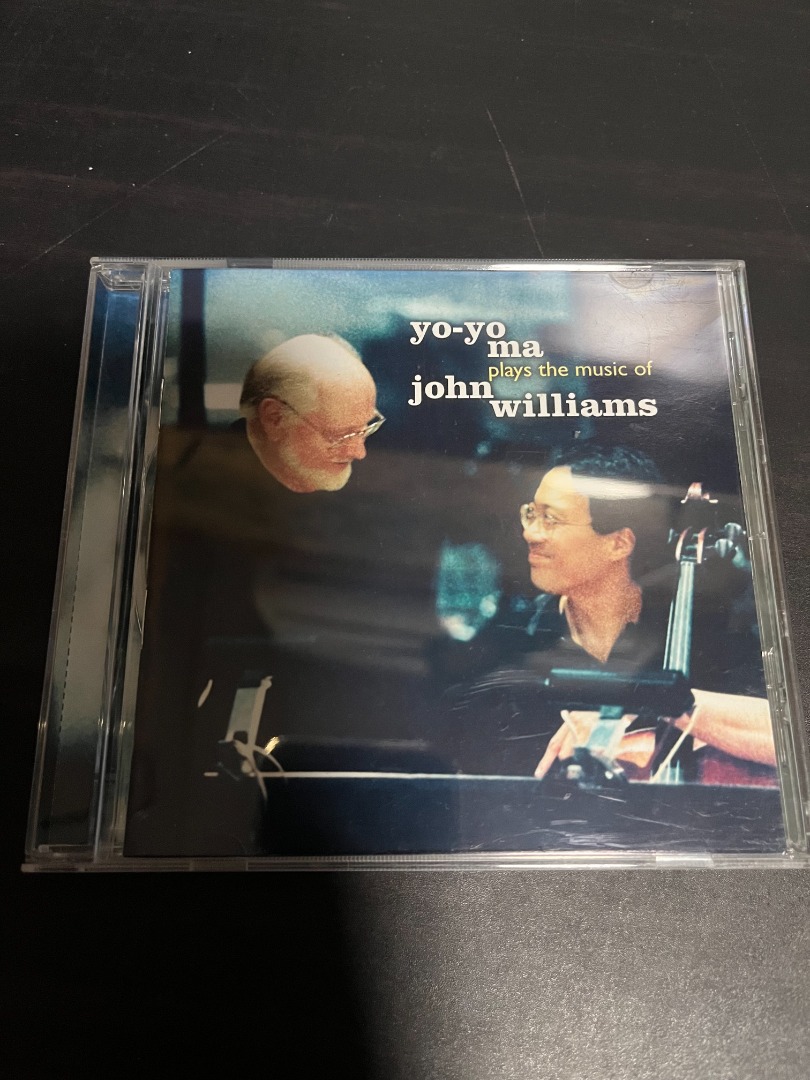 yo-yo
ma
plays the music of
john
williams